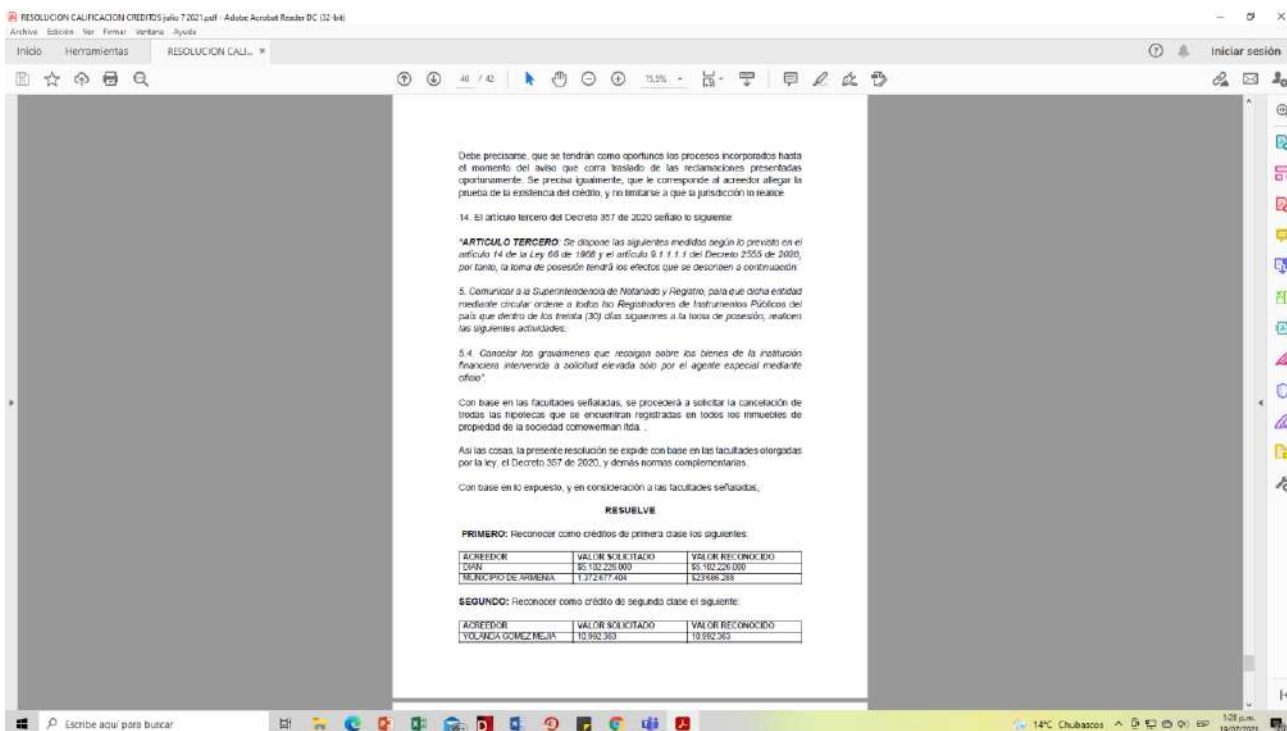 RESOLUCION CALIFICACION CREDITOS julio 7 2021.pdf - Adobe Acrobat Reader DC (32-bit)
Archivo Edición Ver Firmar Ventana Ayuda
Inicio Herramientas RESOLUCION CALI... × Iniciar sesión
40 / 42 75,5%
Debe precisarse, que se tendrán como oportunos los procesos incorporados hasta
el momento del aviso que corra traslado de las reclamaciones presentadas
oportunamente. Se precisa igualmente, que le corresponde al acreedor allegar la
prueba de la existencia del crédito, y no limitarse a que la jurisdicción lo realice.
14. El artículo tercero del Decreto 357 de 2020 señalo lo siguiente:
"ARTICULO TERCERO: Se dispone las siguientes medidas según lo previsto en el
artículo 14 de la Ley 66 de 1968 y el artículo 9.1.1.1.1 del Decreto 2555 de 2020,
por tanto, la toma de posesión tendrá los efectos que se describen a continuación:
5. Comunicar a la Superintendencia de Notariado y Registro, para que dicha entidad
mediante circular ordene a todos lso Registradores de Instrumentos Públicos del
país que dentro de los treinta (30) días siguientes a la toma de posesión, realicen
las siguientes actividades:
5.4. Cancelar los gravámenes que recaigan sobre los bienes de la institución
financiera intervenida a solicitud elevada sólo por el agente especial mediante
oficio".
Con base en las facultades señaladas, se procederá a solicitar la cancelación de
trodas las hipotecas que se encuentran registradas en todos los inmuebles de
propiedad de la sociedad comowerman ltda. .
Así las cosas, la presente resolución se expide con base en las facultades otorgadas
por la ley, el Decreto 357 de 2020, y demás normas complementarias.
Con base en lo expuesto, y en consideración a las facultades señaladas,
RESUELVE
PRIMERO: Reconocer como créditos de primera clase los siguientes:
ACREEDOR VALOR SOLICITADO VALOR RECONOCIDO
DIAN $5.102.226.000 $5.102.226.000
MUNICIPIO DE ARMENIA 1.372.677.404 $23.686.288
SEGUNDO: Reconocer como crédito de segunda clase el siguiente:
ACREEDOR VALOR SOLICITADO VALOR RECONOCIDO
YOLANDA GOMEZ MEJIA 10.992.363 10.992.363
Escribe aquí para buscar 14°C Chubascos ESP 1:28 p.m.
19/07/2021